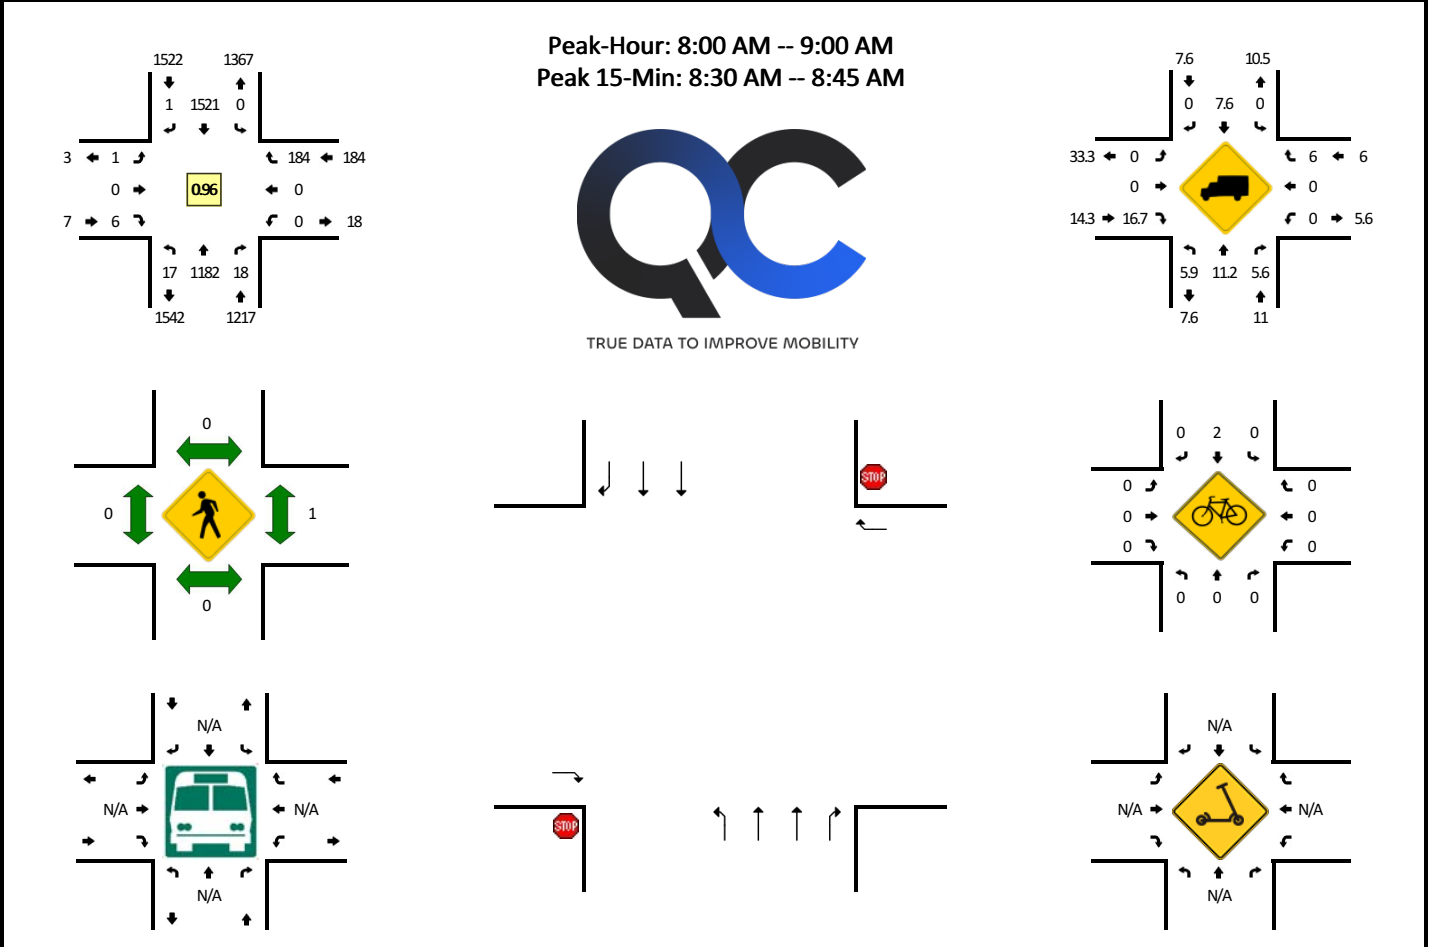 Peak-Hour: 8:00 AM -- 9:00 AM
Peak 15-Min: 8:30 AM -- 8:45 AM
1522 1367
1 1521 0
3 1 184 184
0 0.96 0
7 6 0 18
17 1182 18
1542 1217
QC
TRUE DATA TO IMPROVE MOBILITY
7.6 10.5
0 7.6 0
33.3 0 6 6
0 0
14.3 16.7 0 5.6
5.9 11.2 5.6
7.6 11
0
0 1
0
STOP
0 2 0
0 0
0 0
0 0
0 0 0
N/A
N/A N/A
N/A
STOP
N/A
N/A N/A
N/A